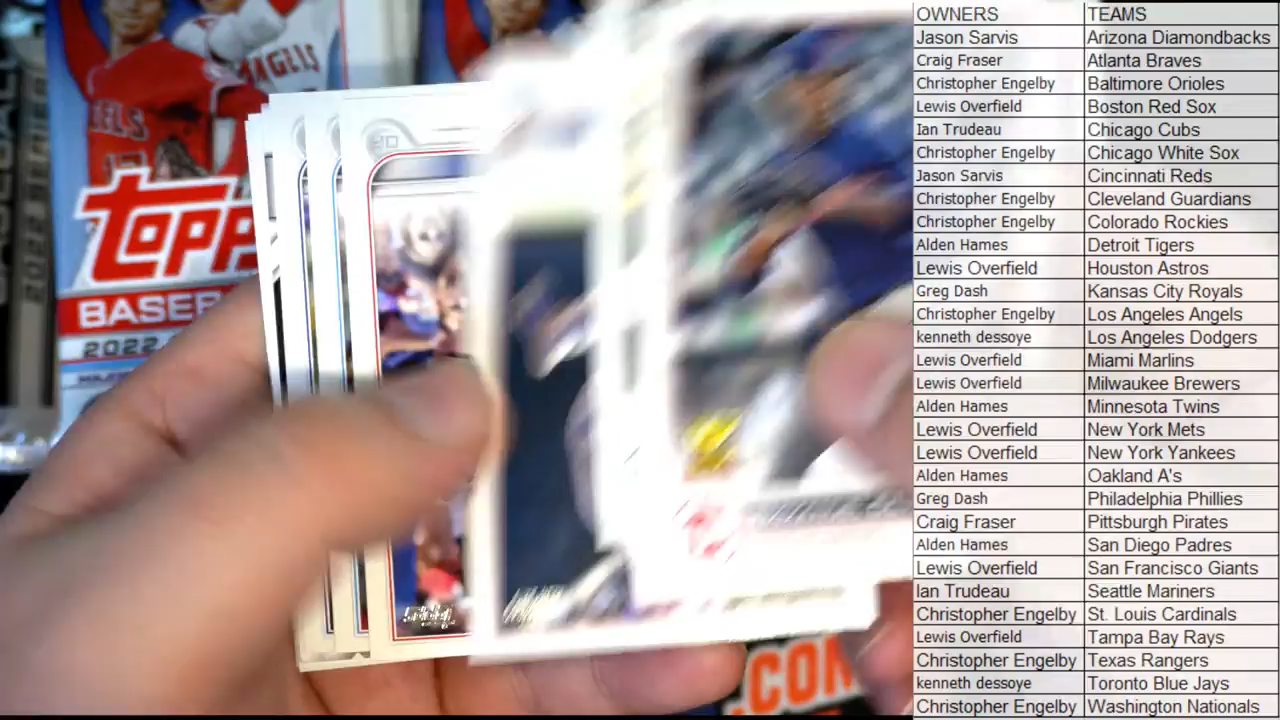 OWNERS TEAMS
Jason Sarvis Arizona Diamondbacks
Craig Fraser Atlanta Braves
Christopher Engelby Baltimore Orioles
Lewis Overfield Boston Red Sox
Ian Trudeau Chicago Cubs
Christopher Engelby Chicago White Sox
Jason Sarvis Cincinnati Reds
Christopher Engelby Cleveland Guardians
Christopher Engelby Colorado Rockies
Alden Hames Detroit Tigers
Lewis Overfield Houston Astros
Greg Dash Kansas City Royals
Christopher Engelby Los Angeles Angels
kenneth dessoye Los Angeles Dodgers
Lewis Overfield Miami Marlins
Lewis Overfield Milwaukee Brewers
Alden Hames Minnesota Twins
Lewis Overfield New York Mets
Lewis Overfield New York Yankees
Alden Hames Oakland A's
Greg Dash Philadelphia Phillies
Craig Fraser Pittsburgh Pirates
Alden Hames San Diego Padres
Lewis Overfield San Francisco Giants
Ian Trudeau Seattle Mariners
Christopher Engelby St. Louis Cardinals
Lewis Overfield Tampa Bay Rays
Christopher Engelby Texas Rangers
kenneth dessoye Toronto Blue Jays
Christopher Engelby Washington Nationals
ANGELS
ELS
17
TOPP
BASEB
2022
.COM